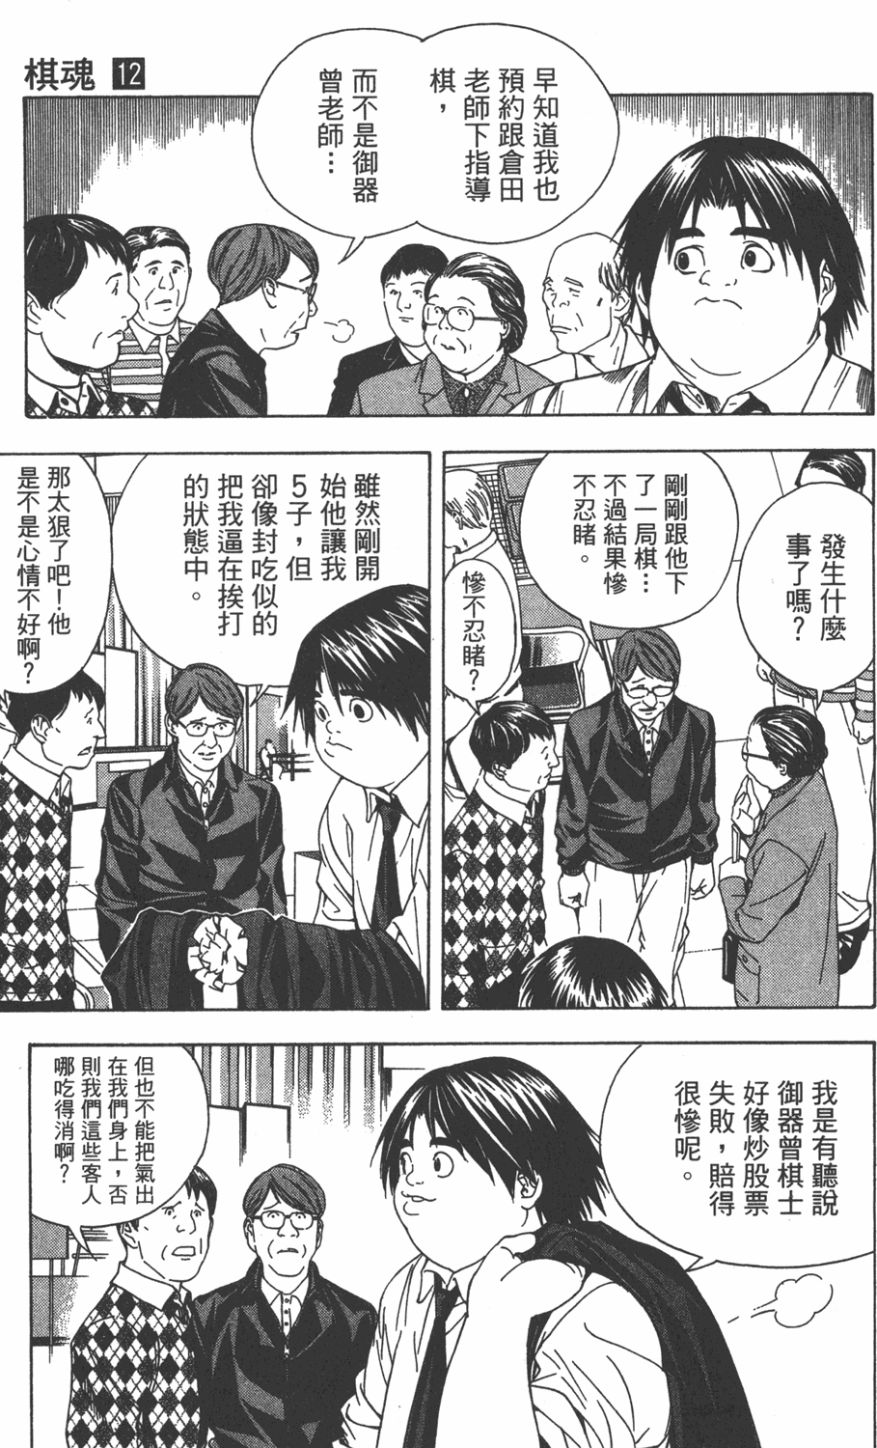 棋魂 12
早知道我也
預約跟倉田
老師下指導
棋，
而不是御器
曾老師…
發生什麼
事了嗎？
剛剛跟他下
了一局棋…
不過結果慘
不忍睹。
慘不忍睹？
雖然剛開
始他讓我
5子，但
卻像封吃似的
把我逼在挨打
的狀態中。
那太狠了吧！他
是不是心情不好啊？
我是有聽說
御器曾棋士
好像炒股票
失敗，賠得
很慘呢。
但也不能把氣出
在我們身上，否
則我們這些客人
哪吃得消啊？